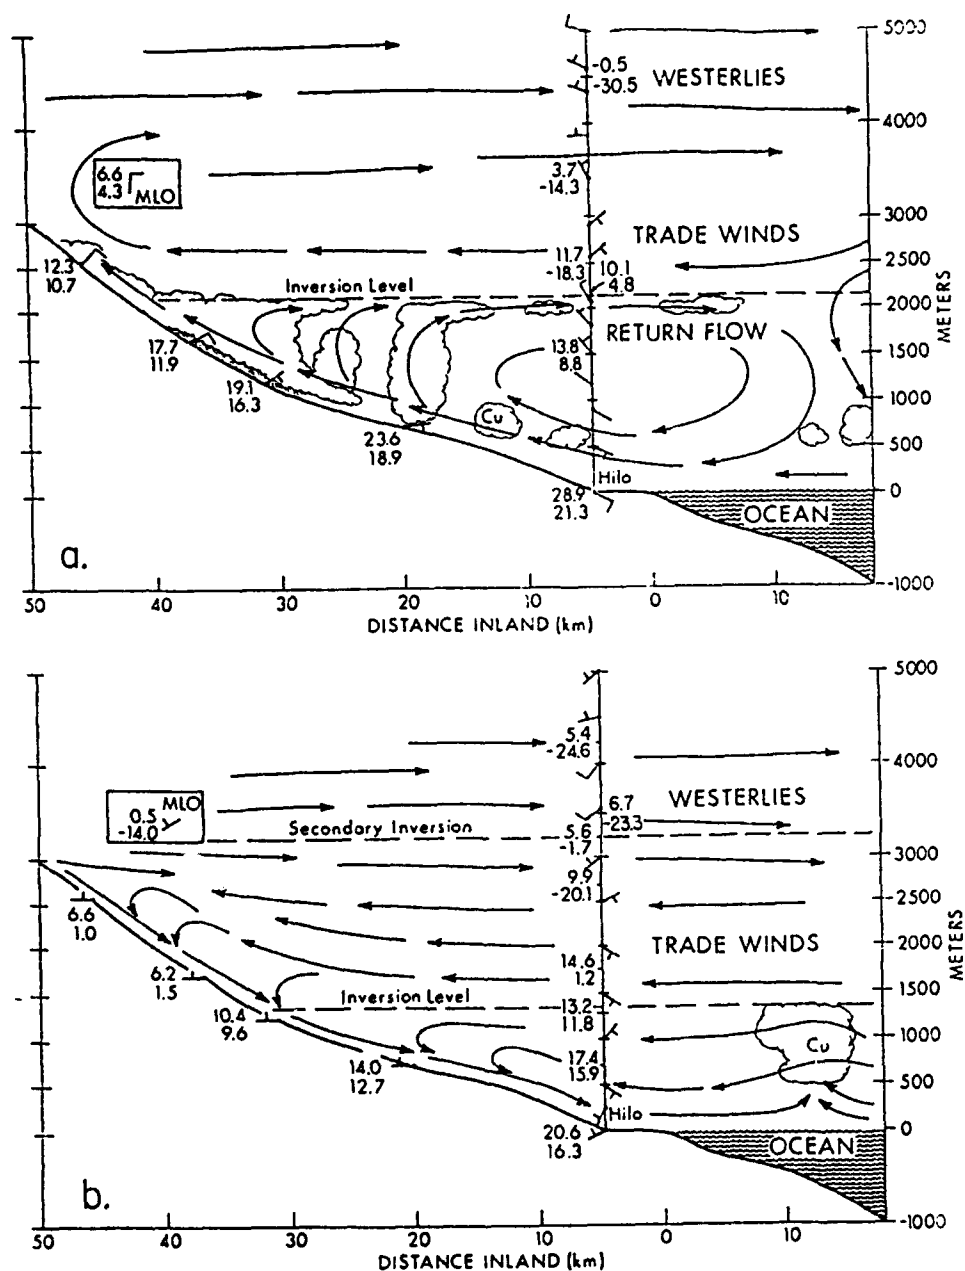 5000
-0.5
-30.5
WESTERLIES
4000
6.6
4.3
MLO
3.7
-14.3
3000
TRADE WINDS
2500
11.7
-18.3
10.1
4.8
12.3
10.7
Inversion Level
2000
RETURN FLOW
METERS
17.7
11.9
13.8
8.8
1500
19.1
16.3
1000
Cu
23.6
18.9
500
Hilo
0
28.9
21.3
OCEAN
a.
-1000
50 40 30 20 10 0 10
DISTANCE INLAND (km)
5000
5.4
-24.6
4000
MLO
0.5
-14.0
6.7
-23.3
WESTERLIES
Secondary Inversion
5.6
-1.7
3000
9.9
-20.1
2500
6.6
1.0
TRADE WINDS
2000
METERS
14.6
1.2
6.2
1.5
1500
Inversion Level
13.2
11.8
10.4
9.6
1000
Cu
17.4
15.9
14.0
12.7
500
Hilo
0
20.6
16.3
OCEAN
b.
-1000
50 40 30 20 10 0 10
DISTANCE INLAND (km)